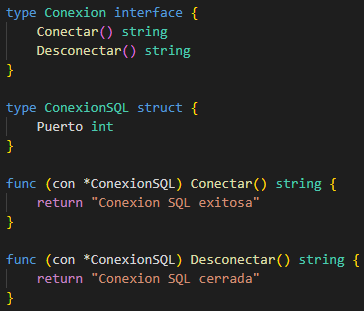 type Conexion interface {
    Conectar() string
    Desconectar() string
}

type ConexionSQL struct {
    Puerto int
}

func (con *ConexionSQL) Conectar() string {
    return "Conexion SQL exitosa"
}

func (con *ConexionSQL) Desconectar() string {
    return "Conexion SQL cerrada"
}